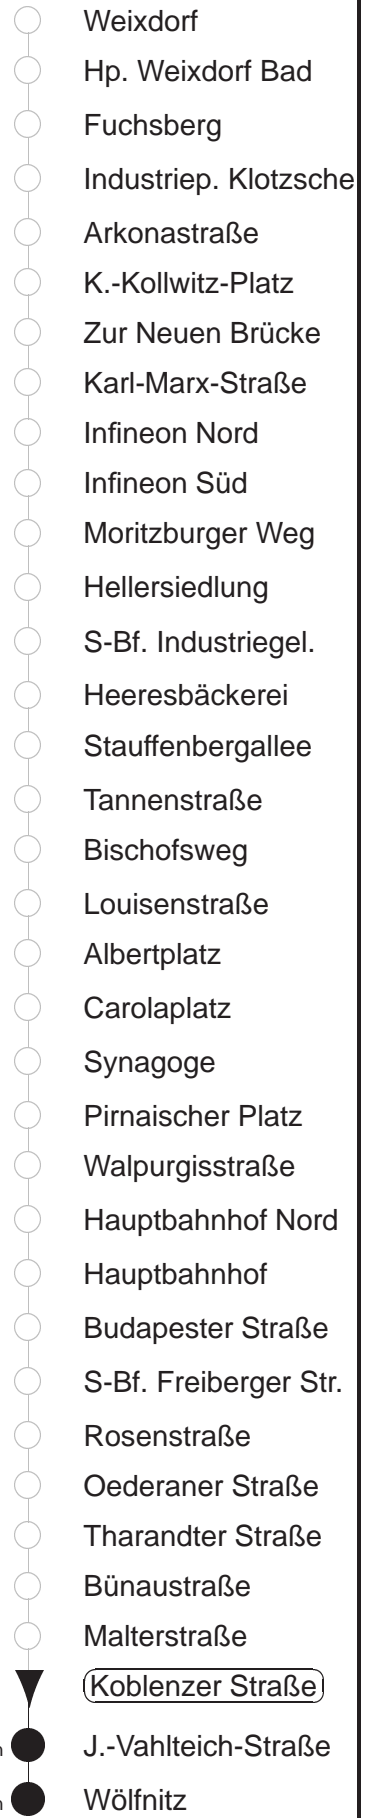 Weixdorf
Hp. Weixdorf Bad
Fuchsberg
Industriep. Klotzsche
Arkonastraße
K.-Kollwitz-Platz
Zur Neuen Brücke
Karl-Marx-Straße
Infineon Nord
Infineon Süd
Moritzburger Weg
Hellersiedlung
S-Bf. Industriegel.
Heeresbäckerei
Stauffenbergallee
Tannenstraße
Bischofsweg
Louisenstraße
Albertplatz
Carolaplatz
Synagoge
Pirnaischer Platz
Walpurgisstraße
Hauptbahnhof Nord
Hauptbahnhof
Budapester Straße
S-Bf. Freiberger Str.
Rosenstraße
Oederaner Straße
Tharandter Straße
Bünaustraße
Malterstraße
Koblenzer Straße
J.-Vahlteich-Straße
Wölfnitz